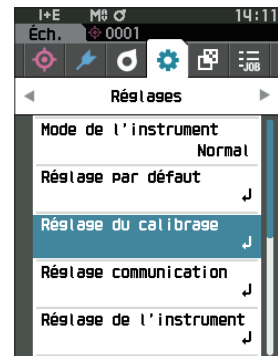 I+E M 14:11
Éch. 0001
JOB
Réglages
Mode de l'instrument
Normal
Réglage par défaut
Réglage du calibrage
Réglage communication
Réglage de l'instrument